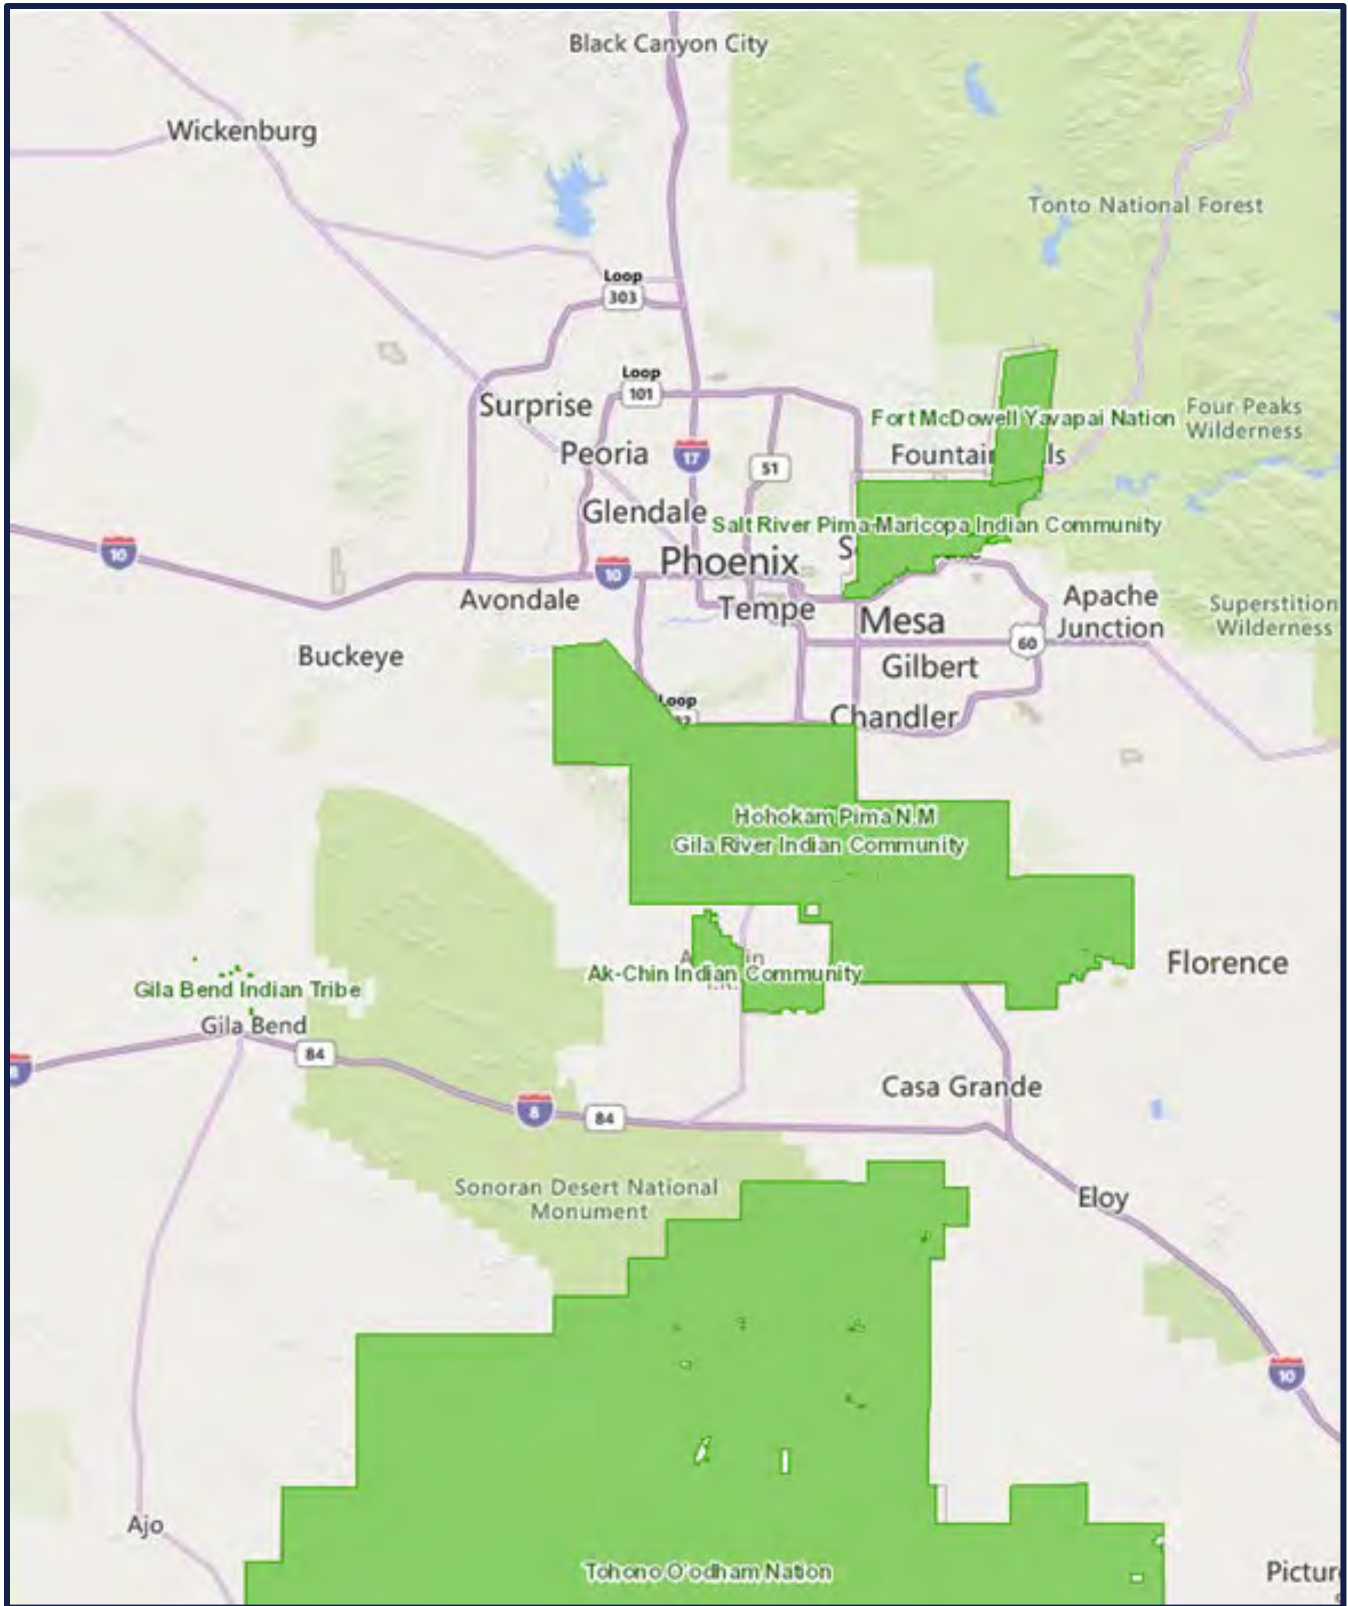 Black Canyon City
Wickenburg
Tonto National Forest
Loop
303
Loop
101
Surprise
Fort McDowell Yavapai Nation
Four Peaks
Wilderness
Peoria
17
51
Glendale
Salt River Pima-Maricopa Indian Community
10
Phoenix
10
Avondale
Tempe
Mesa
Apache
Junction
Superstition
Wilderness
60
Buckeye
Gilbert
Loop
Chandler
Hohokam Pima N.M
Gila River Indian Community
Florence
Ak-Chin Indian Community
Gila Bend Indian Tribe
Gila Bend
84
Casa Grande
8
84
Sonoran Desert National
Monument
Eloy
10
Ajo
Tohono O'odham Nation